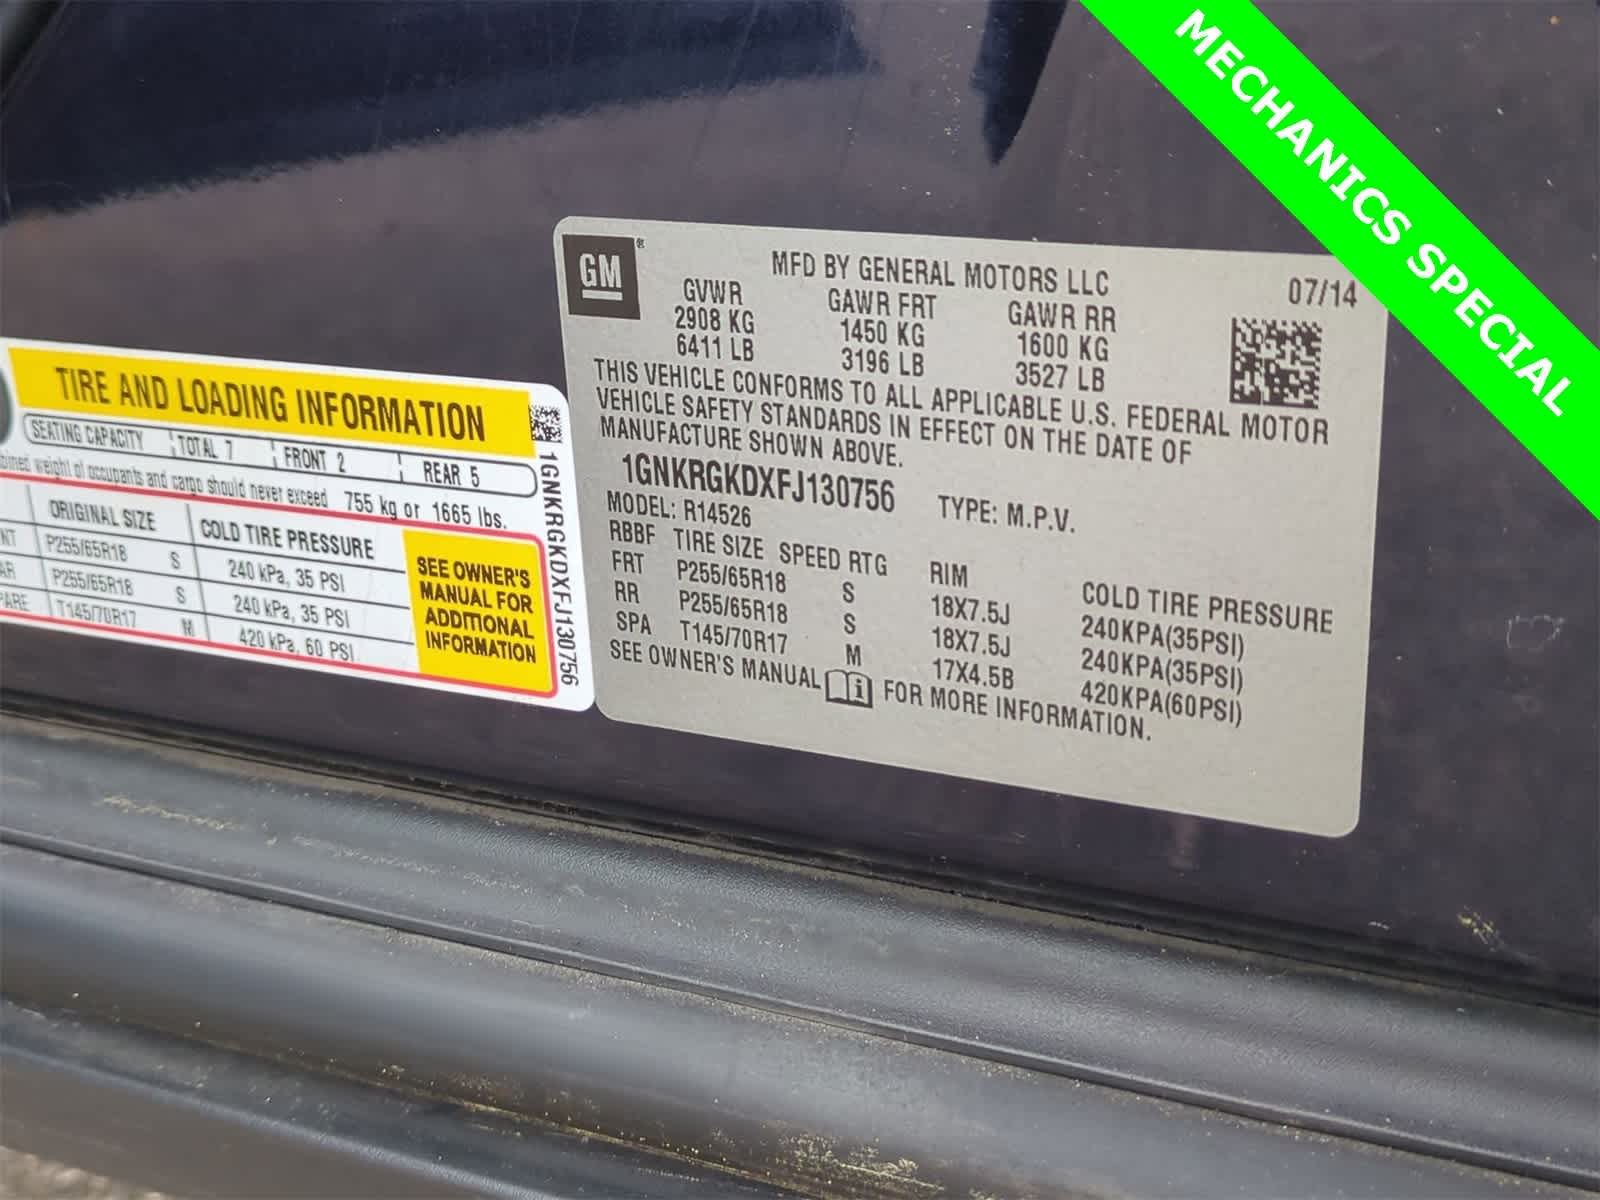 MECHANICS SPECIAL
GM
MFD BY GENERAL MOTORS LLC 07/14
GVWR GAWR FRT GAWR RR
2908 KG 1450 KG 1600 KG
6411 LB 3196 LB 3527 LB
THIS VEHICLE CONFORMS TO ALL APPLICABLE U.S. FEDERAL MOTOR
VEHICLE SAFETY STANDARDS IN EFFECT ON THE DATE OF
MANUFACTURE SHOWN ABOVE.
1GNKRGKDXFJ130756 TYPE: M.P.V.
MODEL: R14526
RBBF TIRE SIZE SPEED RTG RIM COLD TIRE PRESSURE
FRT P255/65R18 S 18X7.5J 240KPA(35PSI)
RR P255/65R18 S 18X7.5J 240KPA(35PSI)
SPA T145/70R17 M 17X4.5B 420KPA(60PSI)
SEE OWNER'S MANUAL FOR MORE INFORMATION.
TIRE AND LOADING INFORMATION
SEATING CAPACITY TOTAL 7 FRONT 2 REAR 5
weight of occupants and cargo should never exceed 755 kg or 1665 lbs.
ORIGINAL SIZE COLD TIRE PRESSURE
P255/65R18 S 240 kPa, 35 PSI
P255/65R18 S 240 kPa, 35 PSI
T145/70R17 M 420 kPa, 60 PSI
SEE OWNER'S
MANUAL FOR
ADDITIONAL
INFORMATION
1GNKRGKDXFJ130756